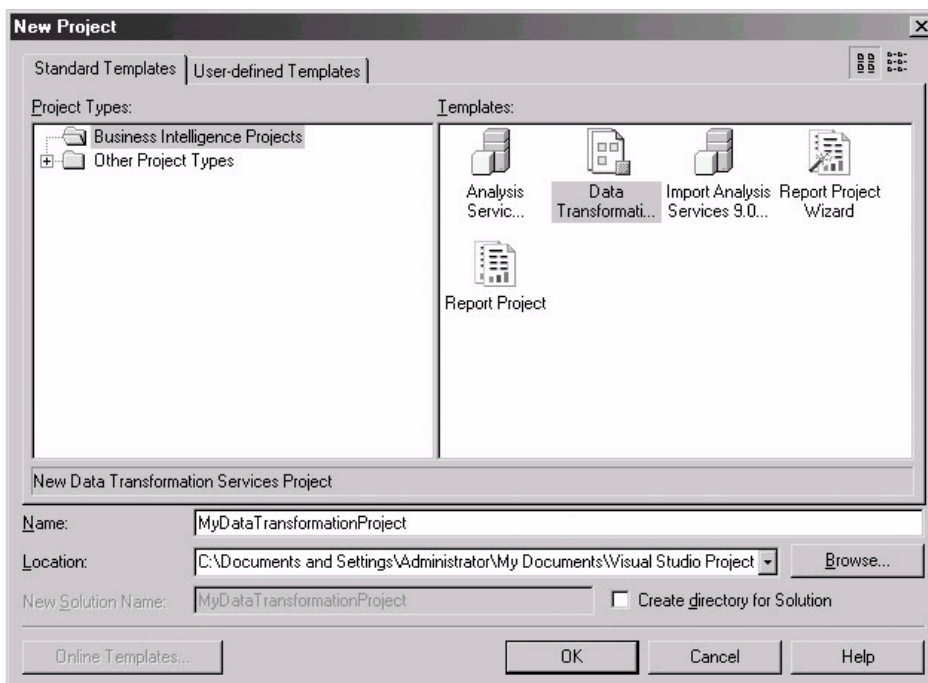 New Project
Standard Templates
User-defined Templates
Project Types:
Templates:
Business Intelligence Projects
Other Project Types
Analysis
Servic...
Data
Transformati...
Import Analysis
Services 9.0...
Report Project
Wizard
Report Project
New Data Transformation Services Project
Name:
MyDataTransformationProject
Location:
C:\Documents and Settings\Administrator\My Documents\Visual Studio Project
Browse...
New Solution Name:
MyDataTransformationProject
Create directory for Solution
Online Templates...
OK
Cancel
Help